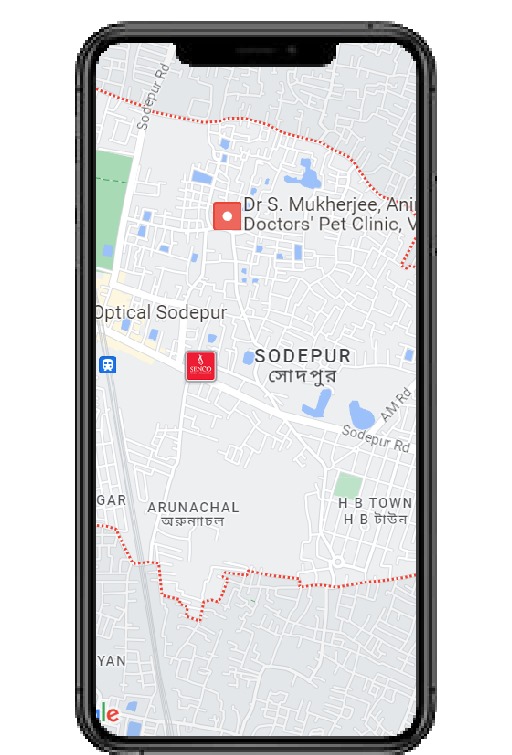 Sodepur Rd
Dr S. Mukherjee, Ani
Doctors' Pet Clinic, V
Optical Sodepur
SENCO
SODEPUR
সোদপুর
AM Rd
Sodepur Rd
GAR
ARUNACHAL
অরুনাচল
H B TOWN
H B টাউন
YAN
le